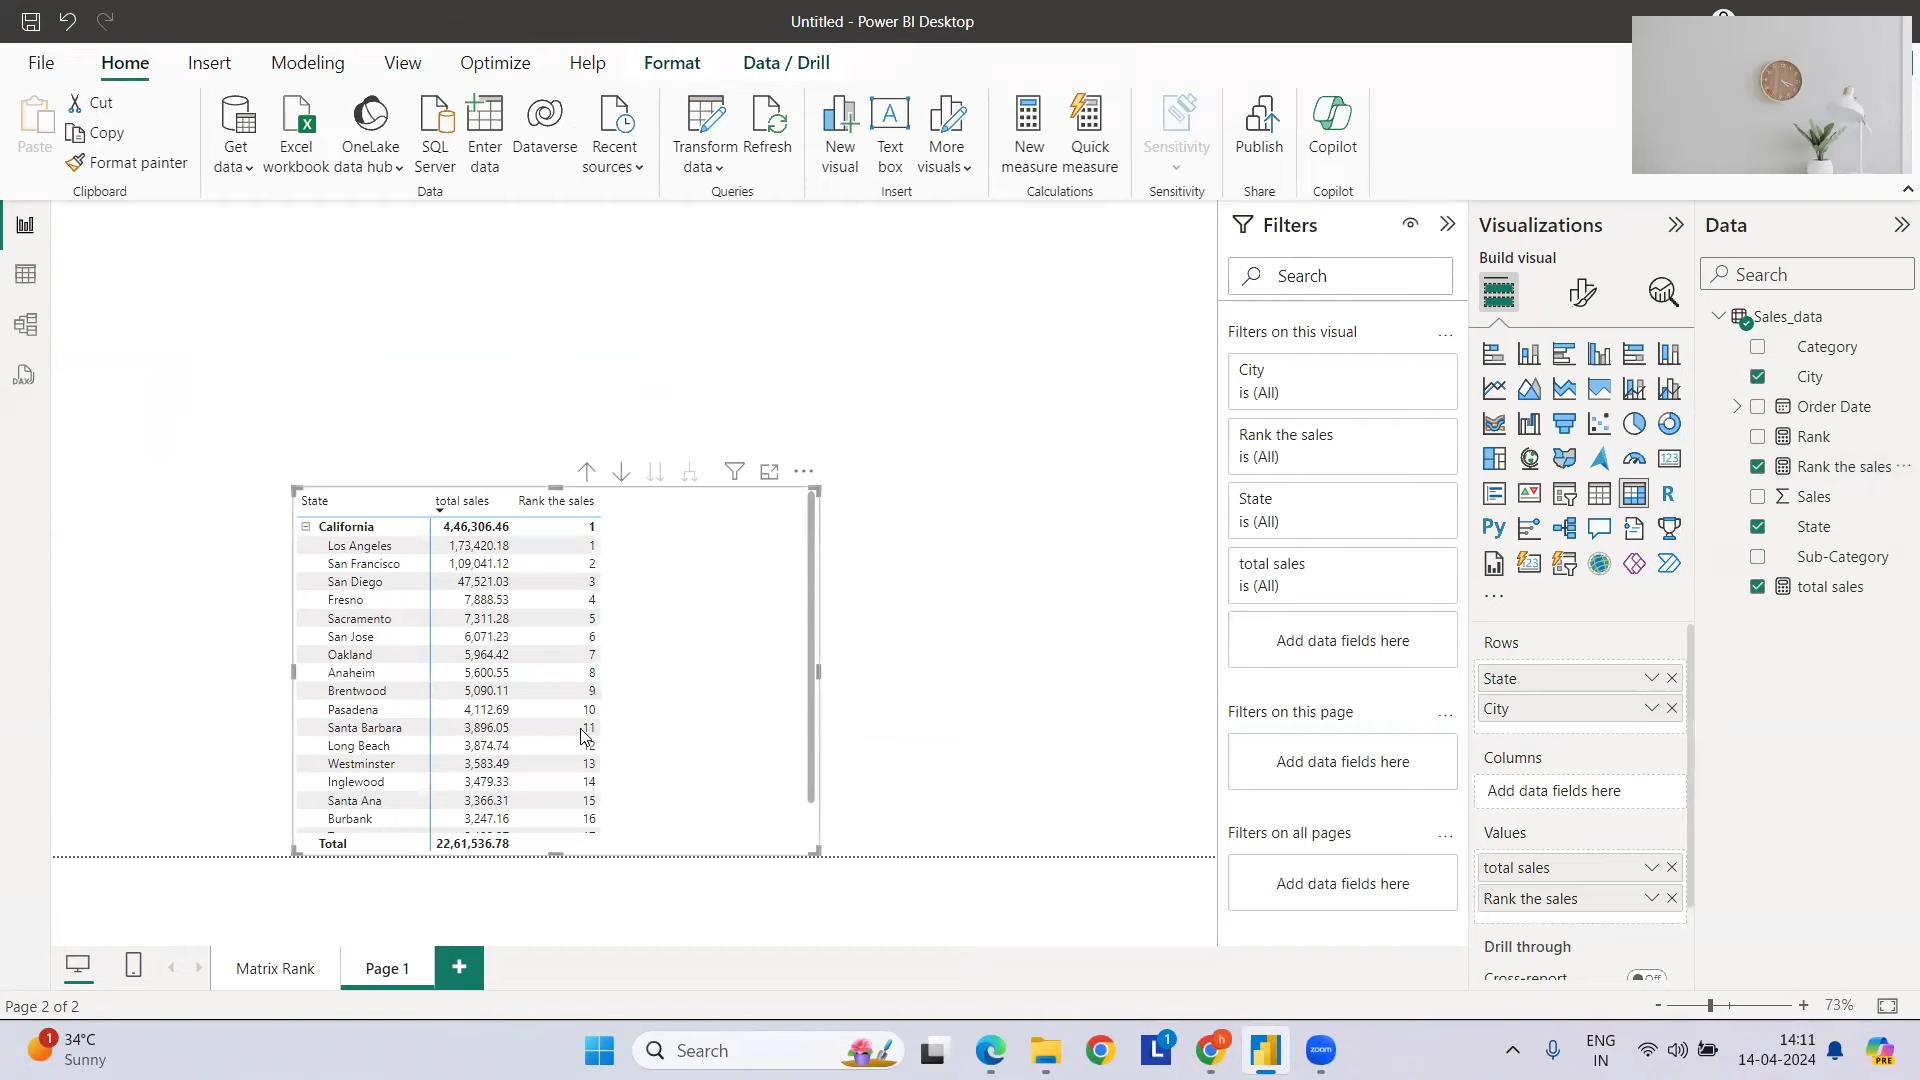 Untitled - Power BI Desktop
File Home Insert Modeling View Optimize Help Format Data / Drill
Paste
Cut
Copy
Format painter
Clipboard
Get data
Excel workbook
OneLake data hub
SQL Server
Enter data
Dataverse
Recent sources
Data
Transform data
Refresh
Queries
New visual
Text box
More visuals
Insert
New measure
Quick measure
Calculations
Sensitivity
Sensitivity
Publish
Share
Copilot
Copilot
State total sales Rank the sales
California 4,46,306.46 1
Los Angeles 1,73,420.18 1
San Francisco 1,09,041.12 2
San Diego 47,521.03 3
Fresno 7,888.53 4
Sacramento 7,311.28 5
San Jose 6,071.23 6
Oakland 5,964.42 7
Anaheim 5,600.55 8
Brentwood 5,090.11 9
Pasadena 4,112.69 10
Santa Barbara 3,896.05 11
Long Beach 3,874.74 12
Westminster 3,583.49 13
Inglewood 3,479.33 14
Santa Ana 3,366.31 15
Burbank 3,247.16 16
Total 22,61,536.78
Filters
Search
Filters on this visual ...
City
is (All)
Rank the sales
is (All)
State
is (All)
total sales
is (All)
Add data fields here
Filters on this page ...
Add data fields here
Filters on all pages ...
Add data fields here
Visualizations
Build visual
123
R
Py
123
...
Rows
State
City
Columns
Add data fields here
Values
total sales
Rank the sales
Drill through
Cross-report Off
Data
Search
Sales_data
Category
City
Order Date
Rank
Rank the sales ...
Sales
State
Sub-Category
total sales
DAX
Matrix Rank Page 1 +
Page 2 of 2
- + 73%
1
34°C
Sunny
Search
L 1
h
zoom
ENG
IN
14:11
14-04-2024
PRE